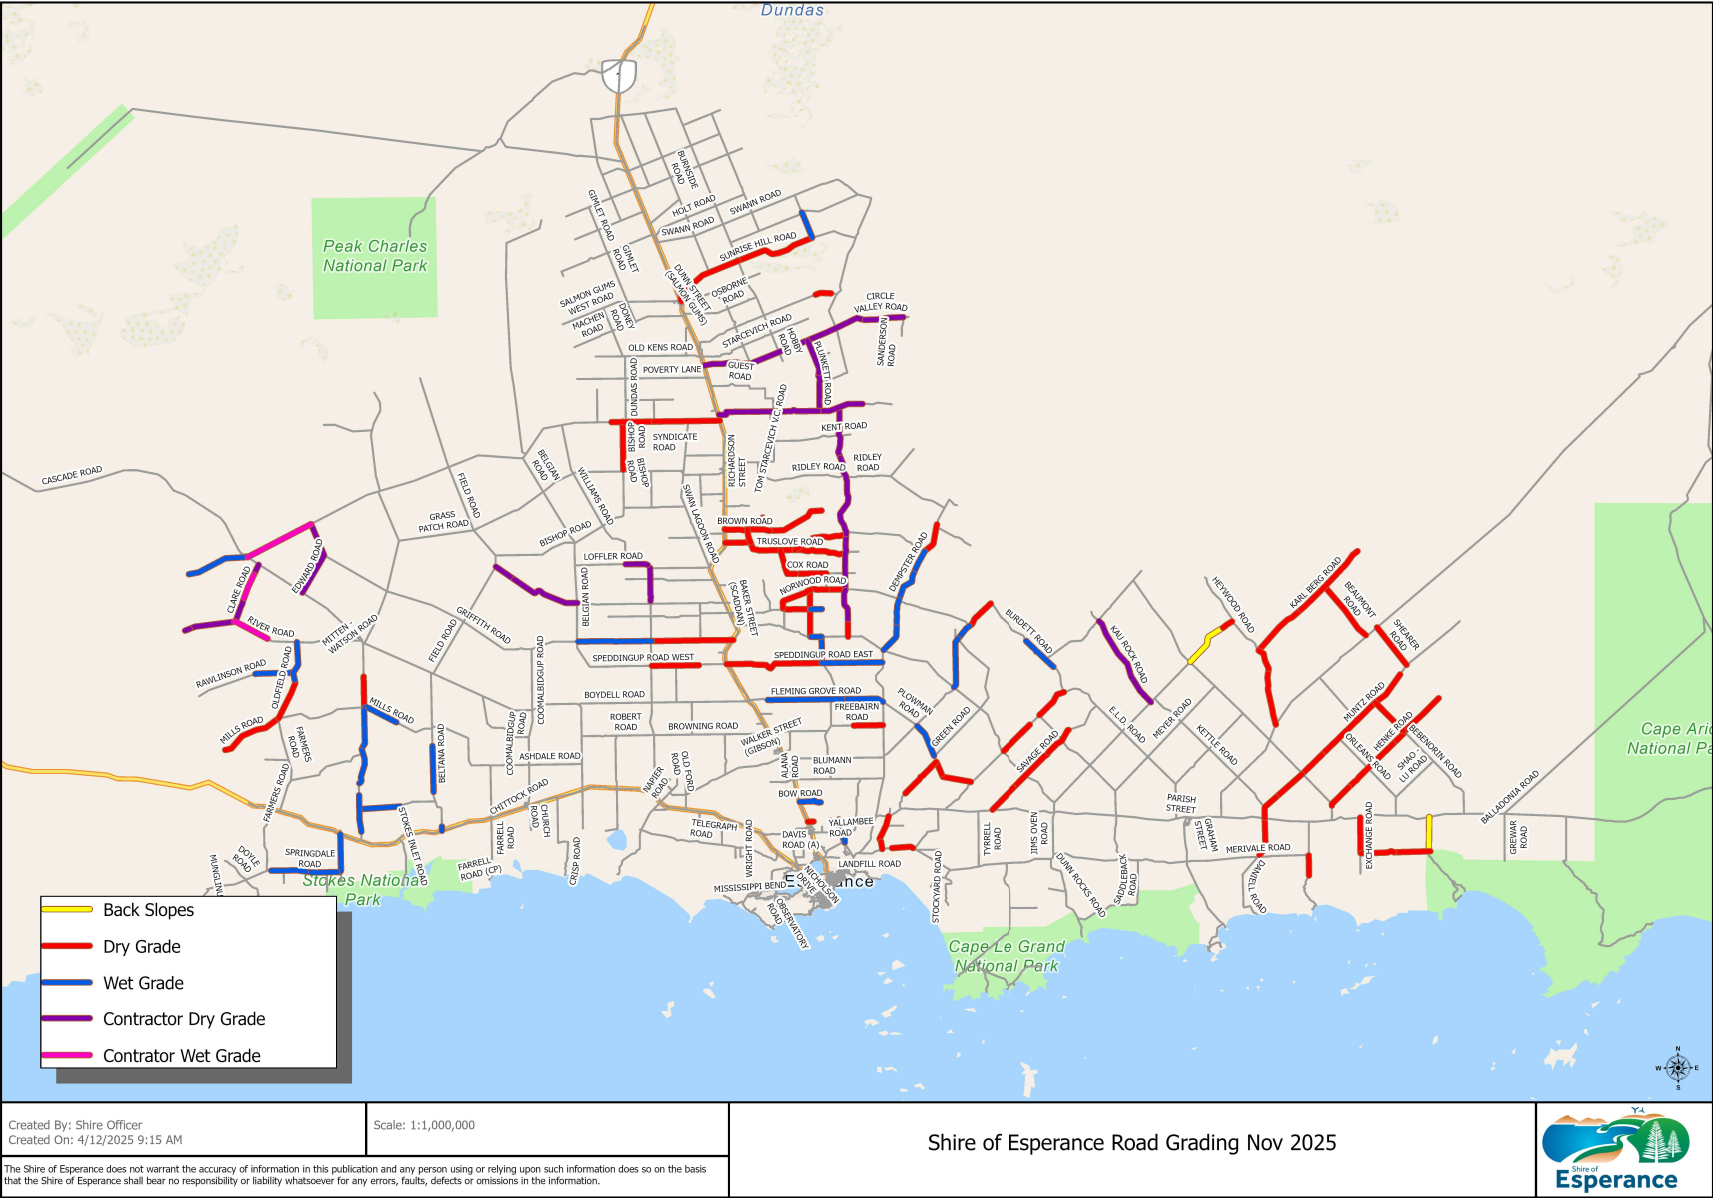 Dundas
1
Peak Charles
National Park
BURNSIDE
ROAD
GIMLET ROAD
HOLT ROAD
SWANN ROAD
SWANN ROAD
GIMLET
ROAD
SUNRISE HILL ROAD
DUNN STREET
(SALMON GUMS)
OSBORNE
ROAD
SALMON GUMS
WEST ROAD
DONEY
ROAD
MACHEN
ROAD
CIRCLE
VALLEY ROAD
STARCEVICH ROAD
HOBBY
ROAD
SANDERSON
ROAD
OLD KENS ROAD
POVERTY LANE
GUEST
ROAD
PLUNKETT ROAD
DUNDAS ROAD
TOM STARCEVICH V.C. ROAD
KENT ROAD
BISHOP
ROAD
SYNDICATE
ROAD
RICHARDSON
STREET
RIDLEY ROAD
RIDLEY
ROAD
BISHOP
ROAD
CASCADE ROAD
BELGIAN
ROAD
WILLIAMS ROAD
FIELD ROAD
SWAN LAGOON ROAD
GRASS
PATCH ROAD
BISHOP ROAD
BROWN ROAD
TRUSLOVE ROAD
LOFFLER ROAD
COX ROAD
DEMPSTER ROAD
EDWARD ROAD
CLARE ROAD
BELGIAN ROAD
NORWOOD ROAD
BAKER STREET
(SCADDAN)
RIVER ROAD
MITTEN -
WATSON ROAD
GRIFFITH ROAD
FIELD ROAD
COOMALBIDGUP ROAD
SPEDDINGUP ROAD WEST
SPEDDINGUP ROAD EAST
BURDETT ROAD
KAU ROCK ROAD
HEYWOOD ROAD
KARL BERG ROAD
BEAUMONT
ROAD
SHEARER
ROAD
RAWLINSON ROAD
OLDFIELD ROAD
BOYDELL ROAD
FLEMING GROVE ROAD
FREEBAIRN
ROAD
PLOWMAN
ROAD
GREEN ROAD
MILLS ROAD
MILLS ROAD
FARMERS
ROAD
BELTANA ROAD
COOMALBIDGUP
ROAD
ROBERT
ROAD
BROWNING ROAD
WALKER STREET
(GIBSON)
E.L.D. ROAD
MEYER ROAD
KETTLE ROAD
MUNTZ ROAD
HENKE ROAD
BEBENORIN ROAD
ORLEANS ROAD
SHAO -
LU ROAD
Cape Arid
National Pa
ASHDALE ROAD
OLD FORD
ROAD
NAPIER
ROAD
ALANA
ROAD
BLUMANN
ROAD
SAVAGE ROAD
FARMERS ROAD
CHITTOCK ROAD
BOW ROAD
PARISH
STREET
BALLADONIA ROAD
STOKES INLET ROAD
FARRELL
ROAD
CHURCH
ROAD
TELEGRAPH
ROAD
WRIGHT ROAD
DAVIS
ROAD (A)
YALLAMBEE
ROAD
TYRRELL
ROAD
JIMS OVEN
ROAD
GRAHAM
STREET
MERIVALE ROAD
EXCHANGE ROAD
GREWAR
ROAD
MUNGLINU
DOYLE
ROAD
SPRINGDALE
ROAD
FARRELL
ROAD (CP)
CRISP ROAD
LANDFILL ROAD
STOCKYARD ROAD
DUNN ROCKS ROAD
SADDLEBACK
ROAD
DANIELL ROAD
Stokes National
Park
MISSISSIPPI BEND
NICHOLSON
DRIVE
OBSERVATORY
ROAD
Cape Le Grand
National Park
Back Slopes
Dry Grade
Wet Grade
Contractor Dry Grade
Contrator Wet Grade
N
W E
S
Created By: Shire Officer
Created On: 4/12/2025 9:15 AM
Scale: 1:1,000,000
Shire of Esperance Road Grading Nov 2025
The Shire of Esperance does not warrant the accuracy of information in this publication and any person using or relying upon such information does so on the basis
that the Shire of Esperance shall bear no responsibility or liability whatsoever for any errors, faults, defects or omissions in the information.
Shire of
Esperance